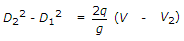 D₂² - D₁² = 2q/g (V - V₂)